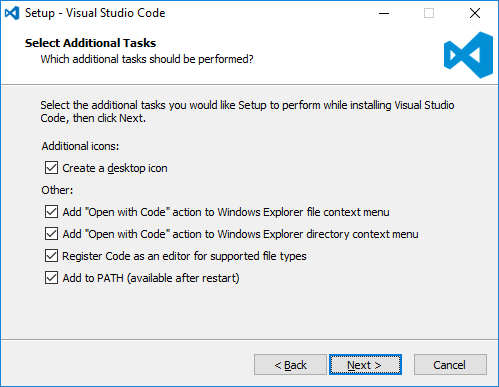 Setup - Visual Studio Code
Select Additional Tasks
Which additional tasks should be performed?
Select the additional tasks you would like Setup to perform while installing Visual Studio
Code, then click Next.
Additional icons:
Create a desktop icon
Other:
Add "Open with Code" action to Windows Explorer file context menu
Add "Open with Code" action to Windows Explorer directory context menu
Register Code as an editor for supported file types
Add to PATH (available after restart)
< Back Next > Cancel